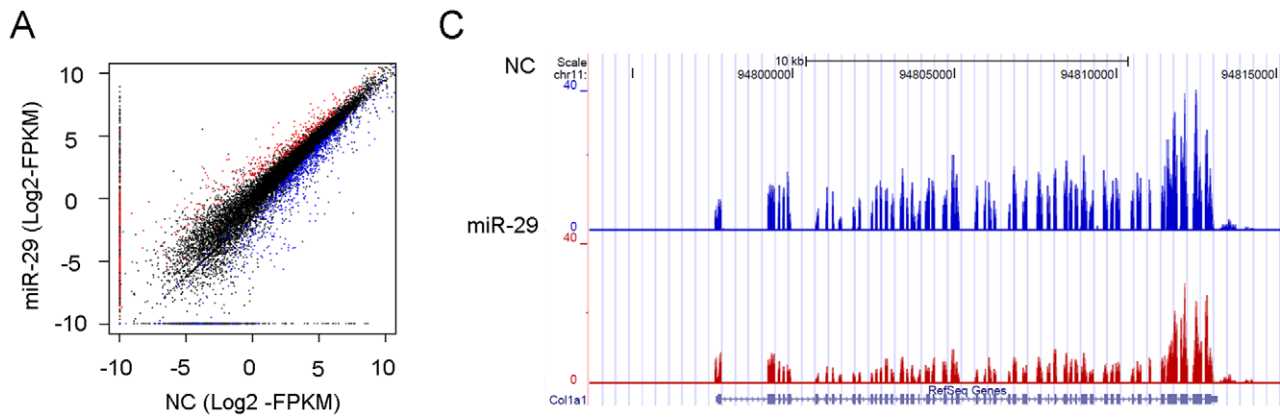 A
10
5
0
-5
-10
-10 -5 0 5 10
miR-29 (Log2-FPKM)
NC (Log2 -FPKM)
C
NC
miR-29
Scale 10 kb
chr11: 94800000 94805000 94810000 94815000
40
0
40
0
RefSeq Genes
Col1a1